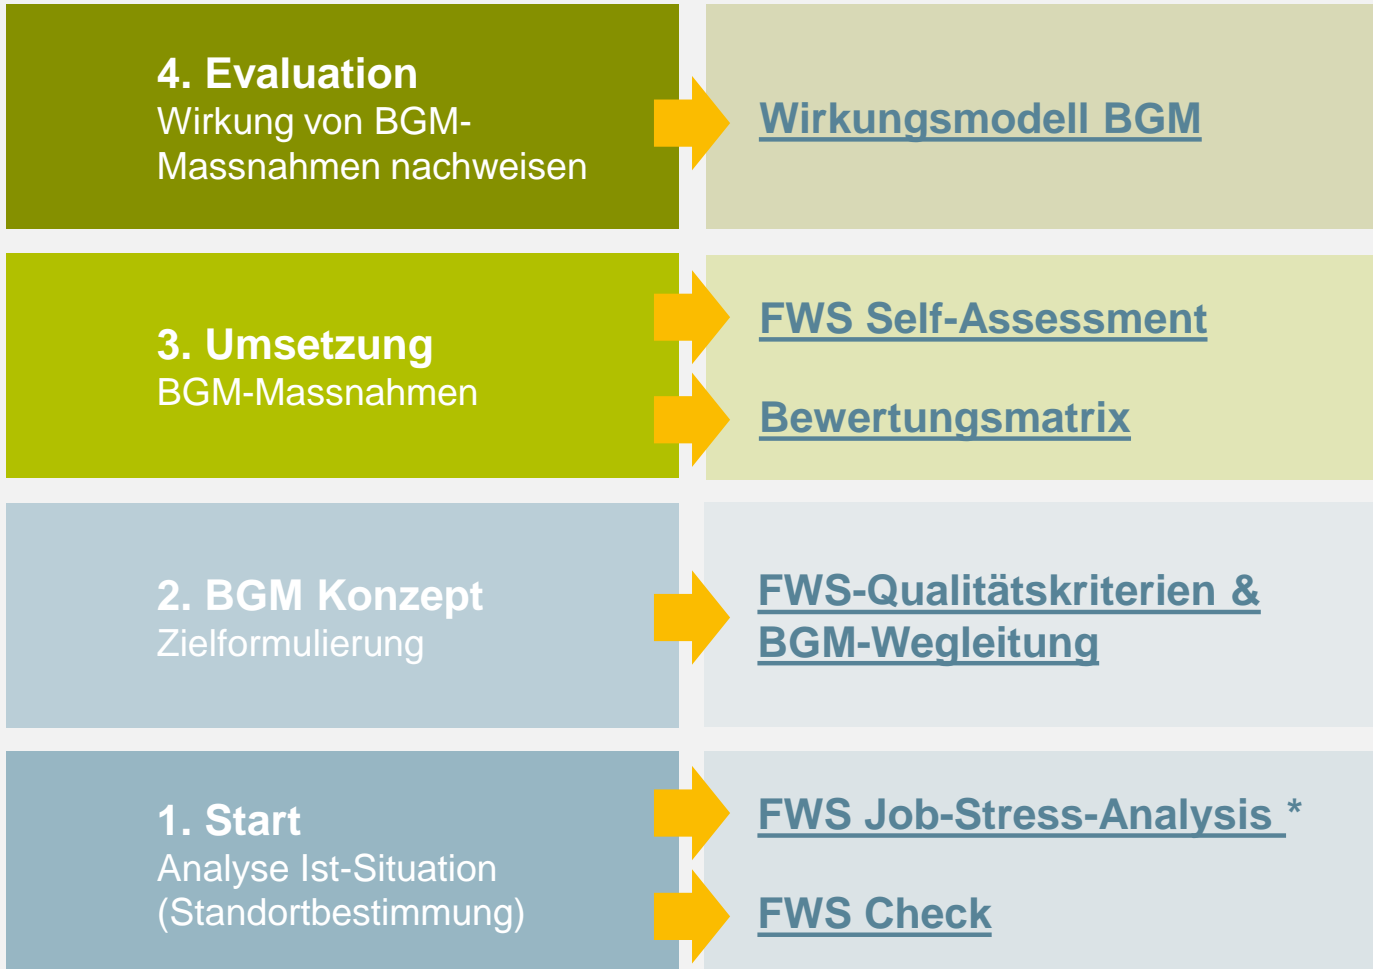 4. Evaluation
Wirkung von BGM-
Massnahmen nachweisen
Wirkungsmodell BGM
3. Umsetzung
BGM-Massnahmen
FWS Self-Assessment
Bewertungsmatrix
2. BGM Konzept
Zielformulierung
FWS-Qualitätskriterien &
BGM-Wegleitung
1. Start
Analyse Ist-Situation
(Standortbestimmung)
FWS Job-Stress-Analysis *
FWS Check